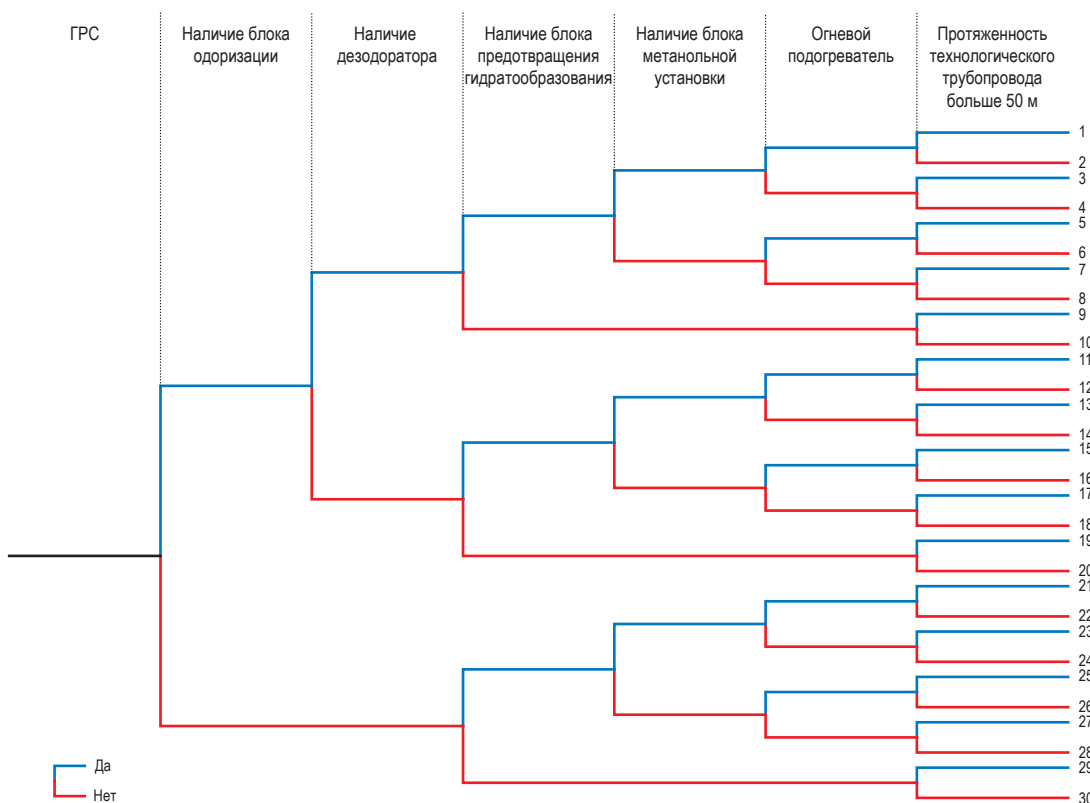 ГРС
Наличие блока
одоризации
Наличие
дезодоратора
Наличие блока
предотвращения
гидратообразования
Наличие блока
метанольной
установки
Огневой
подогреватель
Протяженность
технологического
трубопровода
больше 50 м
1
2
3
4
5
6
7
8
9
10
11
12
13
14
15
16
17
18
19
20
21
22
23
24
25
26
27
28
29
30
Да
Нет